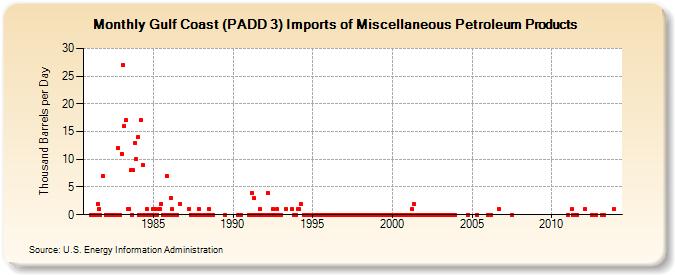 Monthly Gulf Coast (PADD 3) Imports of Miscellaneous Petroleum Products
Thousand Barrels per Day
30
25
20
15
10
5
0
1985 1990 1995 2000 2005 2010
Source: U.S. Energy Information Administration